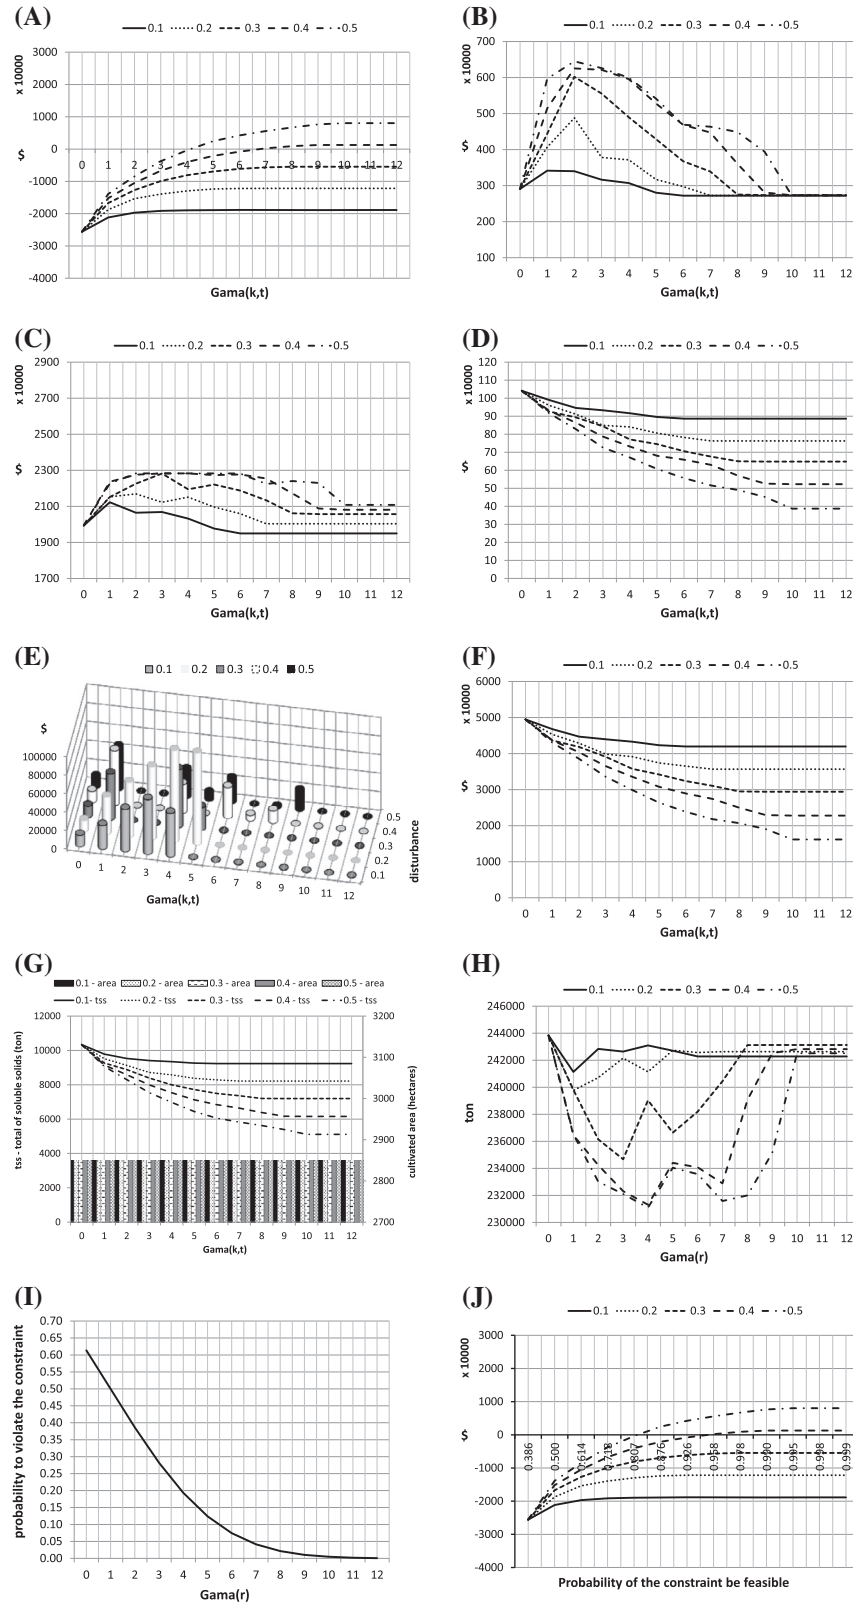 (A)
0.1 0.2 0.3 0.4 0.5
x 10000
$
3000
2000
1000
0
-1000
-2000
-3000
-4000
0 1 2 3 4 5 6 7 8 9 10 11 12
Gama(k,t)
(B)
0.1 0.2 0.3 0.4 0.5
x 10000
$
700
600
500
400
300
200
100
0 1 2 3 4 5 6 7 8 9 10 11 12
Gama(k,t)
(C)
0.1 0.2 0.3 0.4 0.5
x 10000
$
2900
2700
2500
2300
2100
1900
1700
0 1 2 3 4 5 6 7 8 9 10 11 12
Gama(k,t)
(D)
0.1 0.2 0.3 0.4 0.5
x 10000
$
120
110
100
90
80
70
60
50
40
30
20
10
0
0 1 2 3 4 5 6 7 8 9 10 11 12
Gama(k,t)
(E)
0.1 0.2 0.3 0.4 0.5
$
100000
80000
60000
40000
20000
0
0 1 2 3 4 5 6 7 8 9 10 11 12
Gama(k,t)
0.5
0.4
0.3
0.2
0.1
disturbance
(F)
0.1 0.2 0.3 0.4 0.5
x 10000
$
6000
5000
4000
3000
2000
1000
0
0 1 2 3 4 5 6 7 8 9 10 11 12
Gama(k,t)
(G)
0.1 - area 0.2 - area 0.3 - area 0.4 - area 0.5 - area
0.1- tss 0.2 - tss 0.3 - tss 0.4 - tss 0.5 - tss
tss - total of soluble solids (ton)
12000
10000
8000
6000
4000
2000
0
3200
3100
3000
2900
2800
2700
cultivated area (hectares)
0 1 2 3 4 5 6 7 8 9 10 11 12
Gama(k,t)
(H)
0.1 0.2 0.3 0.4 0.5
ton
246000
244000
242000
240000
238000
236000
234000
232000
230000
0 1 2 3 4 5 6 7 8 9 10 11 12
Gama(r)
(I)
probability to violate the constraint
0.70
0.65
0.60
0.55
0.50
0.45
0.40
0.35
0.30
0.25
0.20
0.15
0.10
0.05
0.00
0 1 2 3 4 5 6 7 8 9 10 11 12
Gama(r)
(J)
0.1 0.2 0.3 0.4 0.5
x 10000
$
3000
2000
1000
0
-1000
-2000
-3000
-4000
0.386 0.500 0.614 0.718 0.807 0.876 0.926 0.958 0.978 0.990 0.995 0.998 0.999
Probability of the constraint be feasible